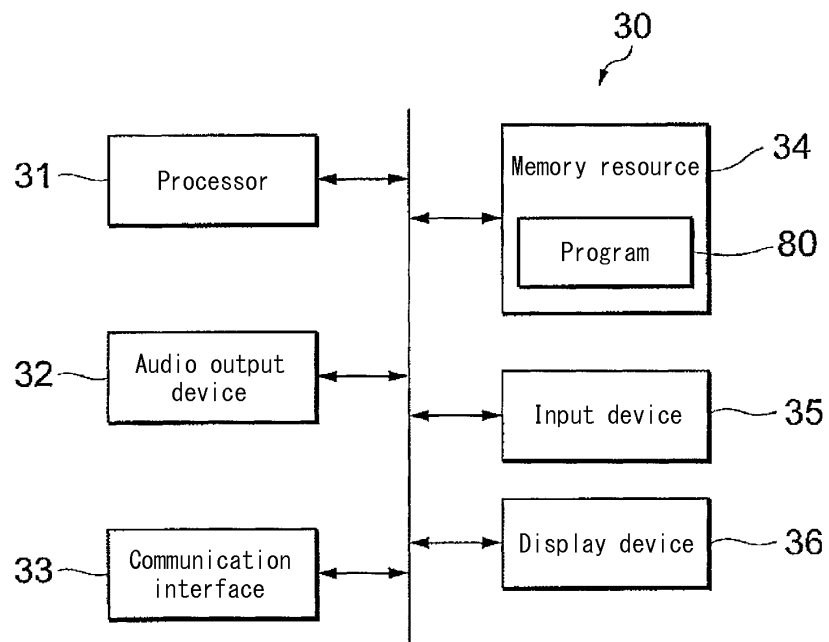 30
31
Processor
Memory resource
34
Program
80
32
Audio output
device
Input device
35
33
Communication
interface
Display device
36